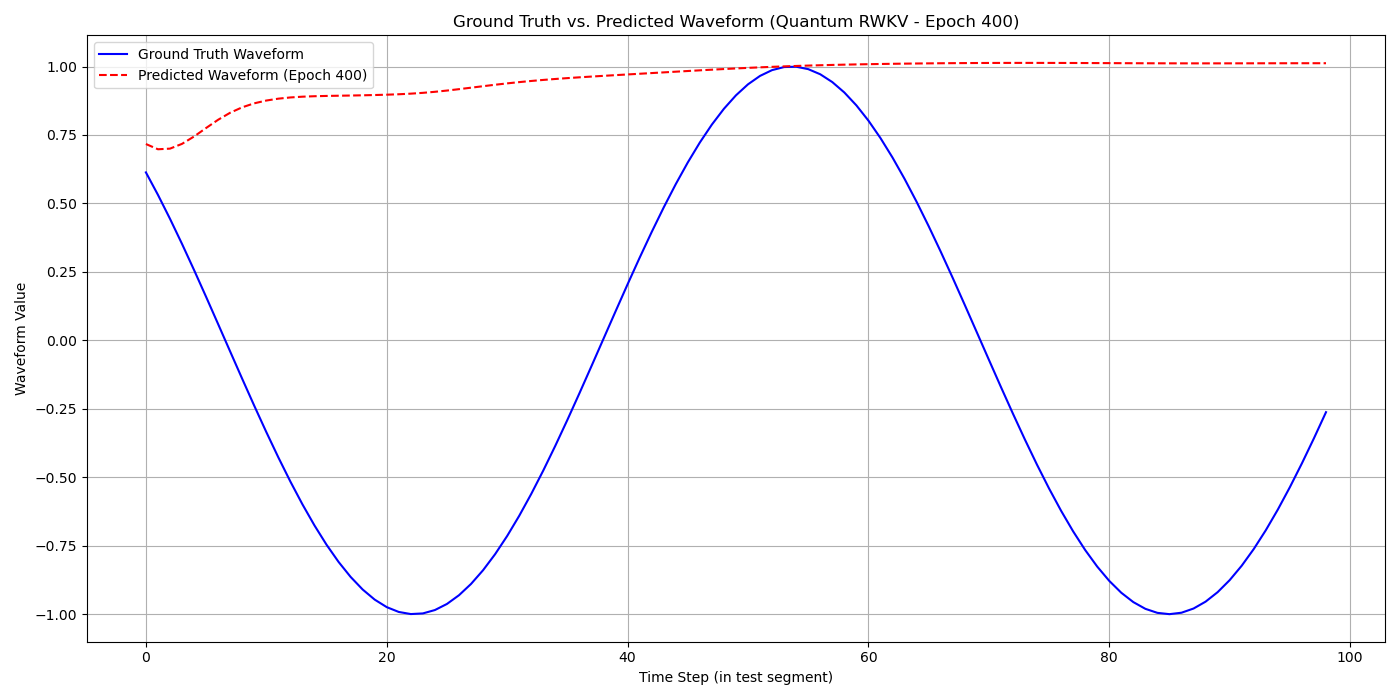 Ground Truth vs. Predicted Waveform (Quantum RWKV - Epoch 400)
Ground Truth Waveform
Predicted Waveform (Epoch 400)
Waveform Value
1.00
0.75
0.50
0.25
0.00
−0.25
−0.50
−0.75
−1.00
0 20 40 60 80 100
Time Step (in test segment)